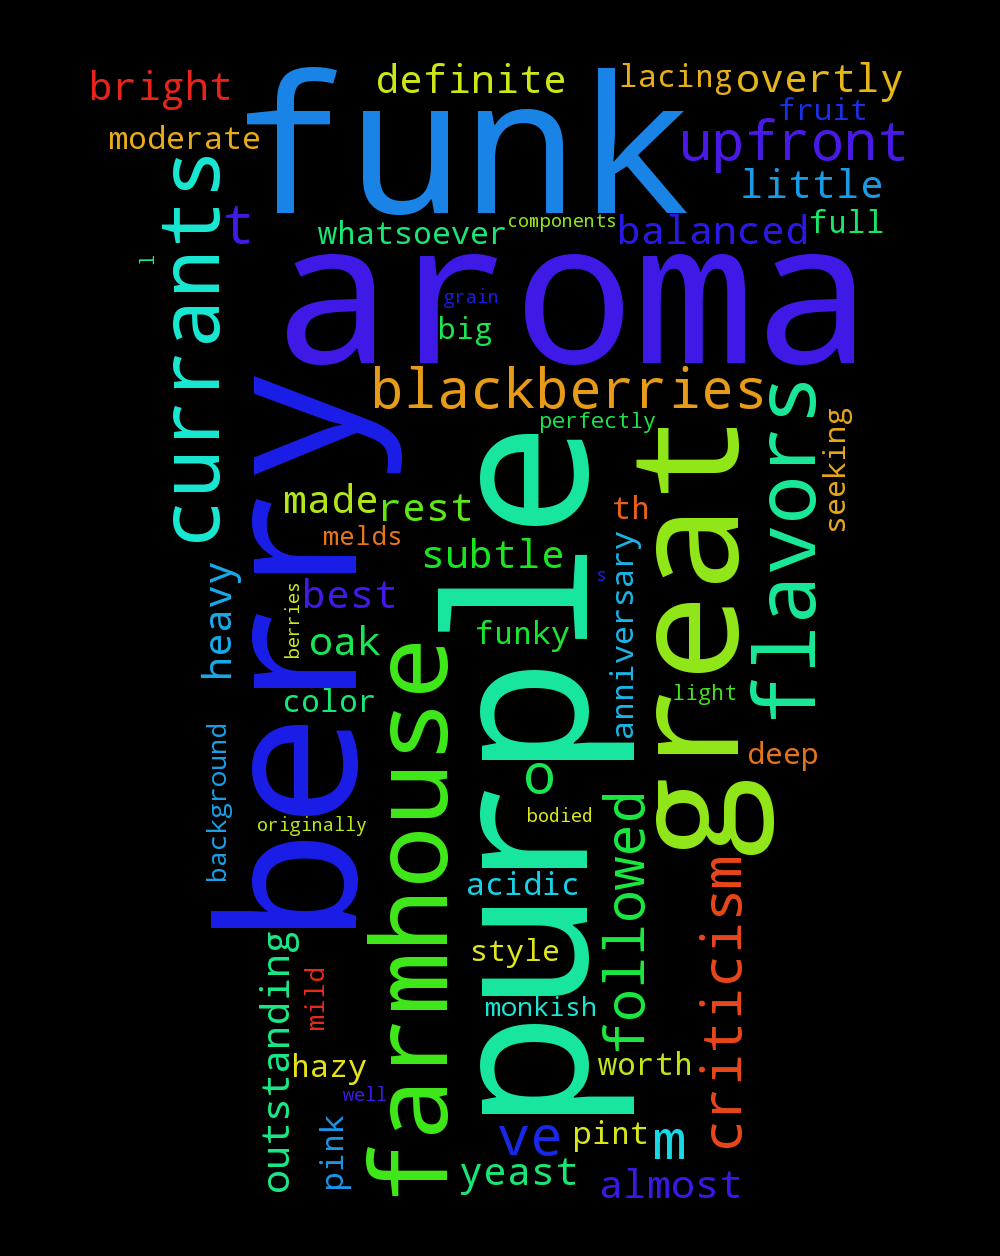 funk
definite
lacing
overtly
bright
fruit
moderate
upfront
little
currants
t
whatsoever
components
balanced
full
l
aroma
grain
big
blackberries
berry
flavors
perfectly
seeking
purple
great
made
rest
th
melds
subtle
anniversary
heavy
best
s
berries
oak
funky
farmhouse
color
light
background
deep
o
originally
bodied
followed
acidic
criticism
outstanding
style
mild
monkish
hazy
worth
well
pink
ve
pint
m
yeast
almost